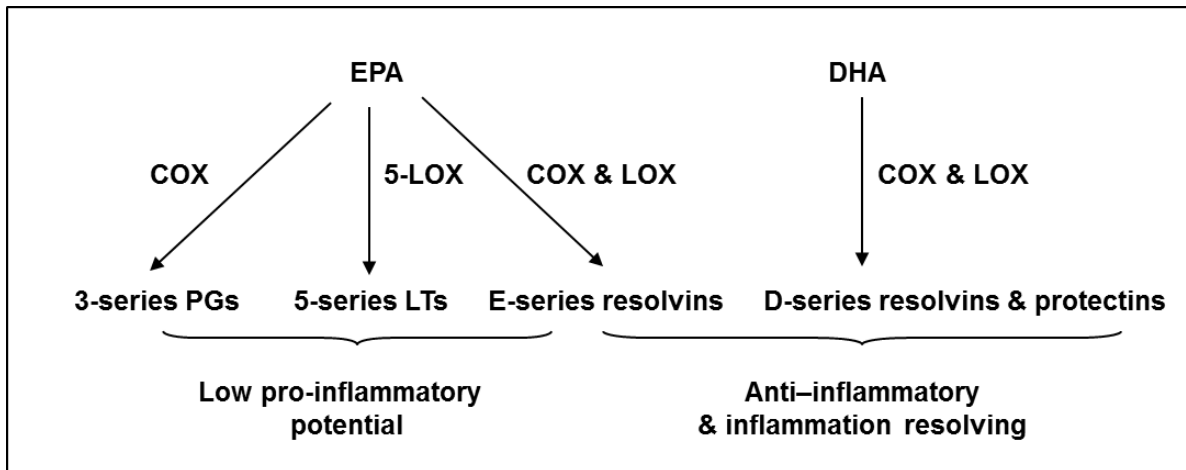 EPA
DHA
COX
5-LOX
COX & LOX
COX & LOX
3-series PGs
5-series LTs
E-series resolvins
D-series resolvins & protectins
Low pro-inflammatory
potential
Anti–inflammatory
& inflammation resolving